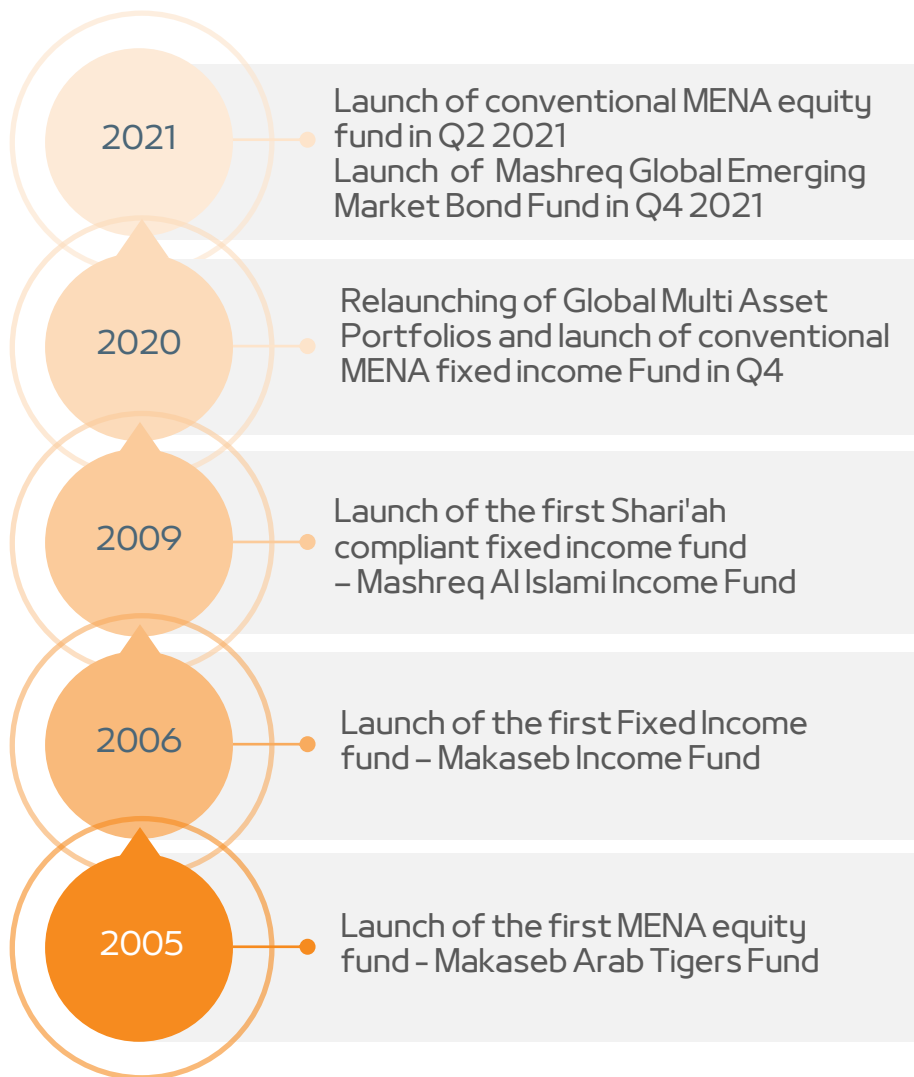 2021
Launch of conventional MENA equity
fund in Q2 2021
Launch of Mashreq Global Emerging
Market Bond Fund in Q4 2021
2020
Relaunching of Global Multi Asset
Portfolios and launch of conventional
MENA fixed income Fund in Q4
2009
Launch of the first Shari'ah
compliant fixed income fund
– Mashreq Al Islami Income Fund
2006
Launch of the first Fixed Income
fund – Makaseb Income Fund
2005
Launch of the first MENA equity
fund - Makaseb Arab Tigers Fund